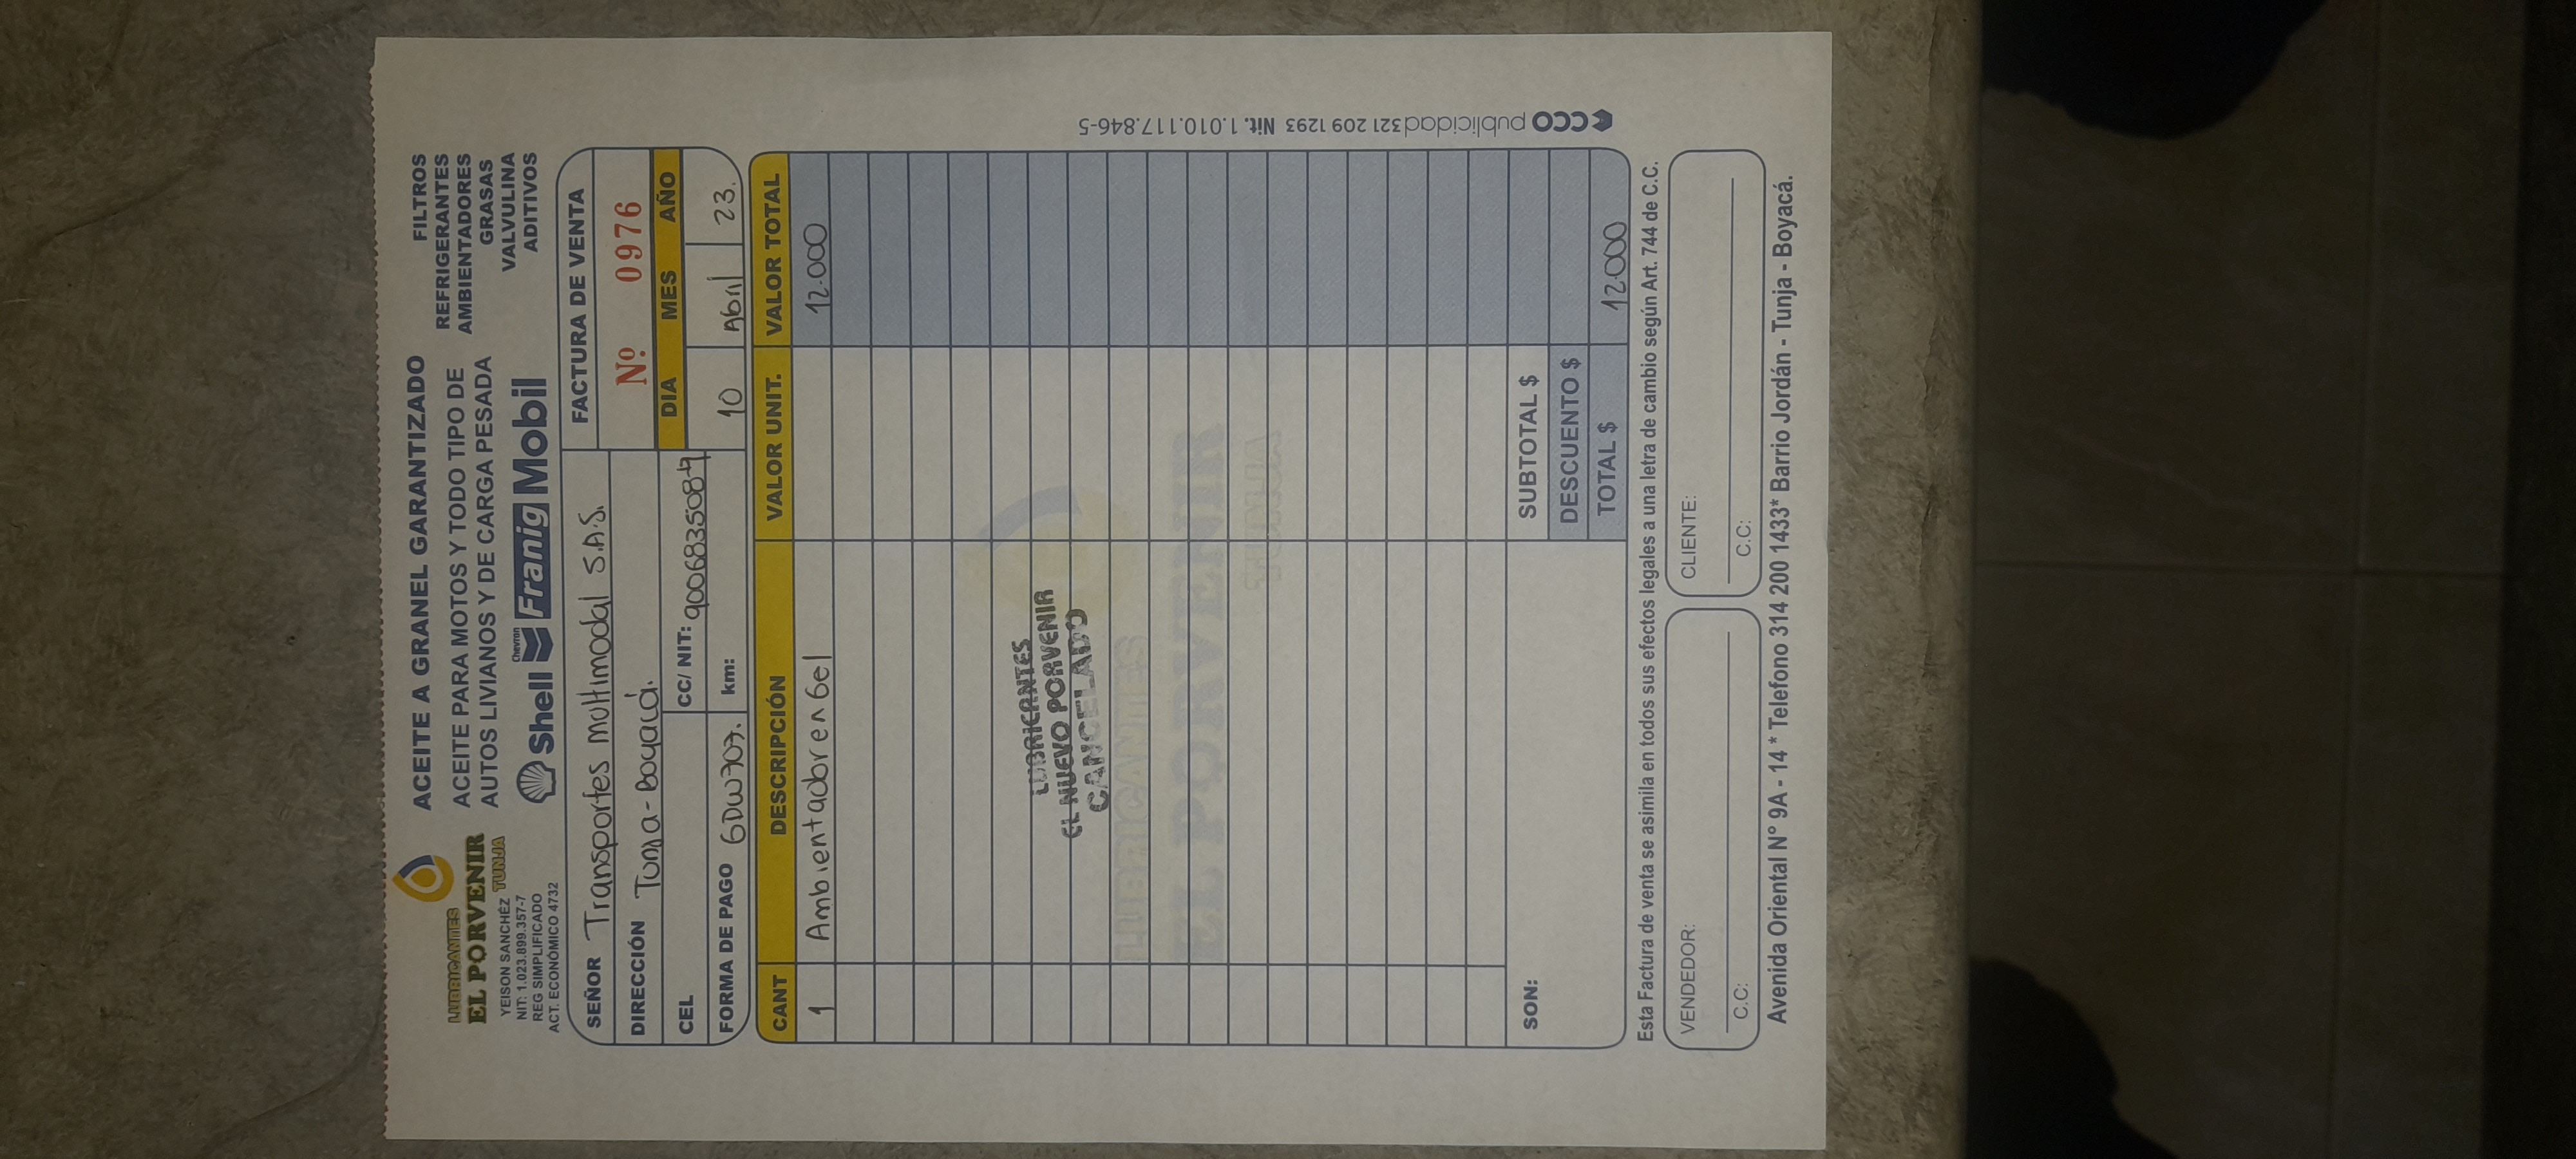 LUBRICANTES
EL PORVENIR
TUNJA
YEISON SANCHÉZ
NIT: 1.023.899.357-7
REG SIMPLIFICADO
ACT. ECONÓMICO 4732
ACEITE A GRANEL GARANTIZADO
ACEITE PARA MOTOS Y TODO TIPO DE
AUTOS LIVIANOS Y DE CARGA PESADA
Shell Chevron Franig Mobil
FILTROS
REFRIGERANTES
AMBIENTADORES
GRASAS
VALVULINA
ADITIVOS
SEÑOR Transportes multimodal S.A.S.
DIRECCIÓN Tunja - Boyacá.
CEL CC/ NIT: 900683508-9
FORMA DE PAGO GDW707. km:
FACTURA DE VENTA
Nº 0976
DIA MES AÑO
10 Abril 23.
CANT DESCRIPCIÓN VALOR UNIT. VALOR TOTAL
1 Ambientador en Gel 12.000
LUBRICANTES
EL NUEVO PORVENIR
CANCELADO
LUBRICANTES
EL PORVENIR
TUNJA
SON: SUBTOTAL $
DESCUENTO $
TOTAL $ 12.000
Esta Factura de venta se asimila en todos sus efectos legales a una letra de cambio según Art. 744 de C.C.
VENDEDOR: CLIENTE:
C.C: C.C:
Avenida Oriental N° 9A - 14 * Telefono 314 200 1433* Barrio Jordán - Tunja - Boyacá.
CCO publicidad 321 209 1293 Nit. 1.010.117.846-5